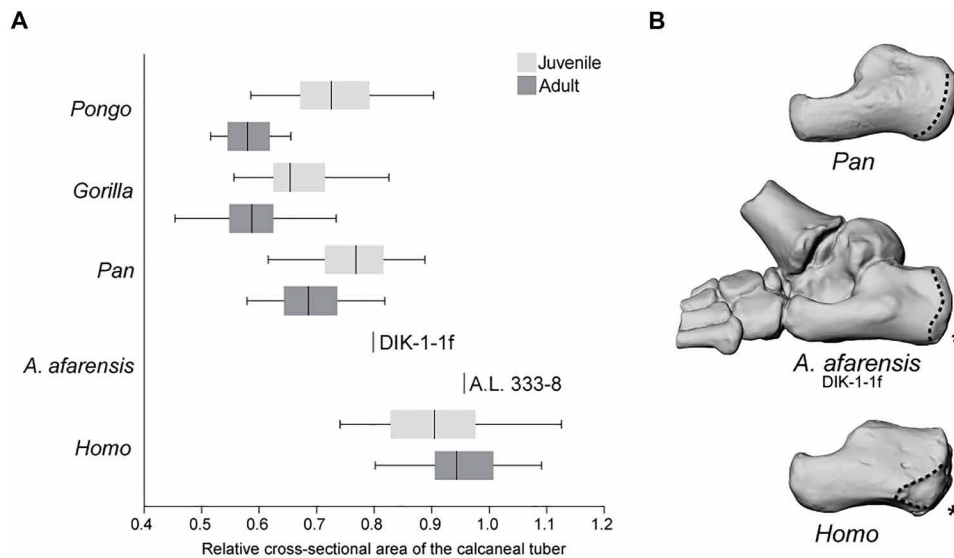 A
B
Juvenile
Adult
Pongo
Gorilla
Pan
A. afarensis
Homo
DIK-1-1f
A.L. 333-8
0.4 0.5 0.6 0.7 0.8 0.9 1.0 1.1 1.2
Relative cross-sectional area of the calcaneal tuber
Pan
*
A. afarensis
DIK-1-1f
*
Homo